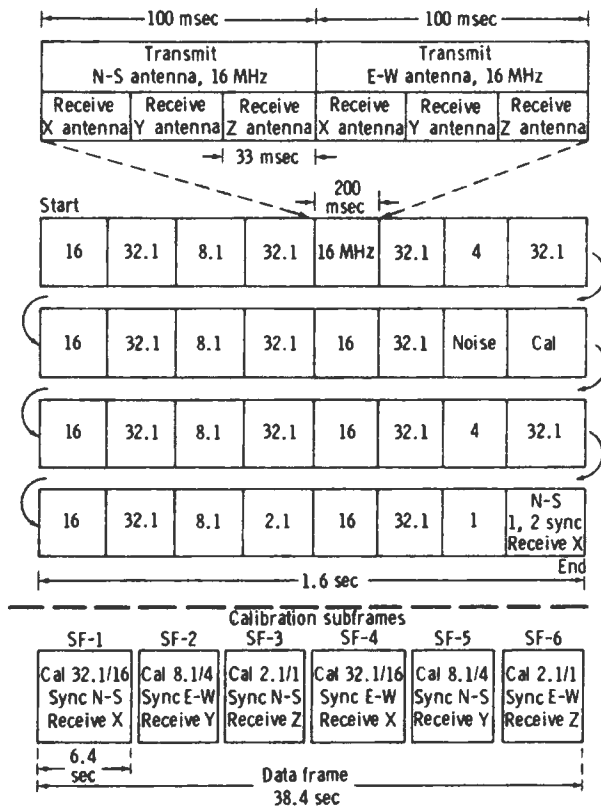 100 msec 100 msec
Transmit
N-S antenna, 16 MHz
Transmit
E-W antenna, 16 MHz
Receive
X antenna
Receive
Y antenna
Receive
Z antenna
Receive
X antenna
Receive
Y antenna
Receive
Z antenna
33 msec
200
msec
Start
16 32.1 8.1 32.1 16 MHz 32.1 4 32.1
16 32.1 8.1 32.1 16 32.1 Noise Cal
16 32.1 8.1 32.1 16 32.1 4 32.1
16 32.1 8.1 2.1 16 32.1 1
N-S
1, 2 sync
Receive X
End
1.6 sec
Calibration subframes
SF-1 SF-2 SF-3 SF-4 SF-5 SF-6
Cal 32.1/16
Sync N-S
Receive X
Cal 8.1/4
Sync E-W
Receive Y
Cal 2.1/1
Sync N-S
Receive Z
Cal 32.1/16
Sync E-W
Receive X
Cal 8.1/4
Sync N-S
Receive Y
Cal 2.1/1
Sync E-W
Receive Z
6.4
sec
Data frame
38.4 sec